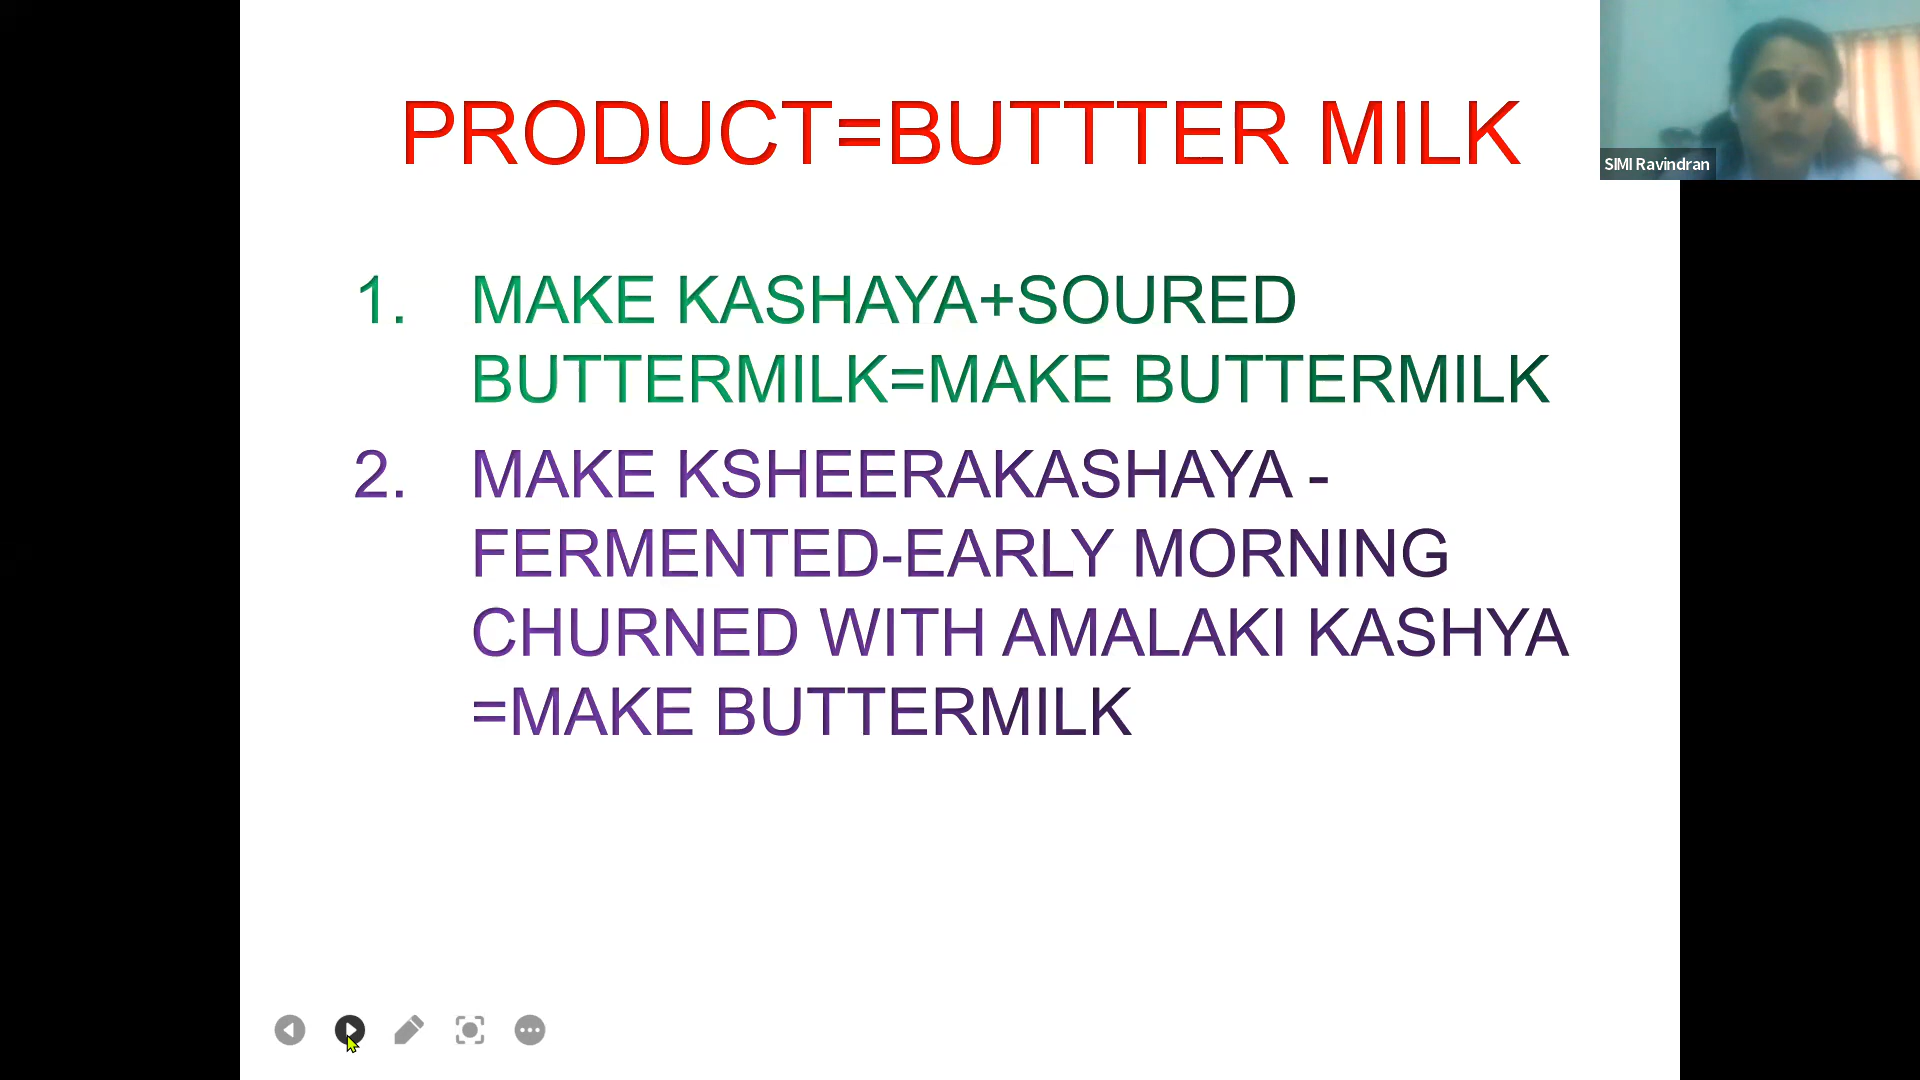 PRODUCT=BUTTTER MILK
SIMI Ravindran
1. MAKE KASHAYA+SOURED
BUTTERMILK=MAKE BUTTERMILK
2. MAKE KSHEERAKASHAYA -
FERMENTED-EARLY MORNING
CHURNED WITH AMALAKI KASHYA
=MAKE BUTTERMILK